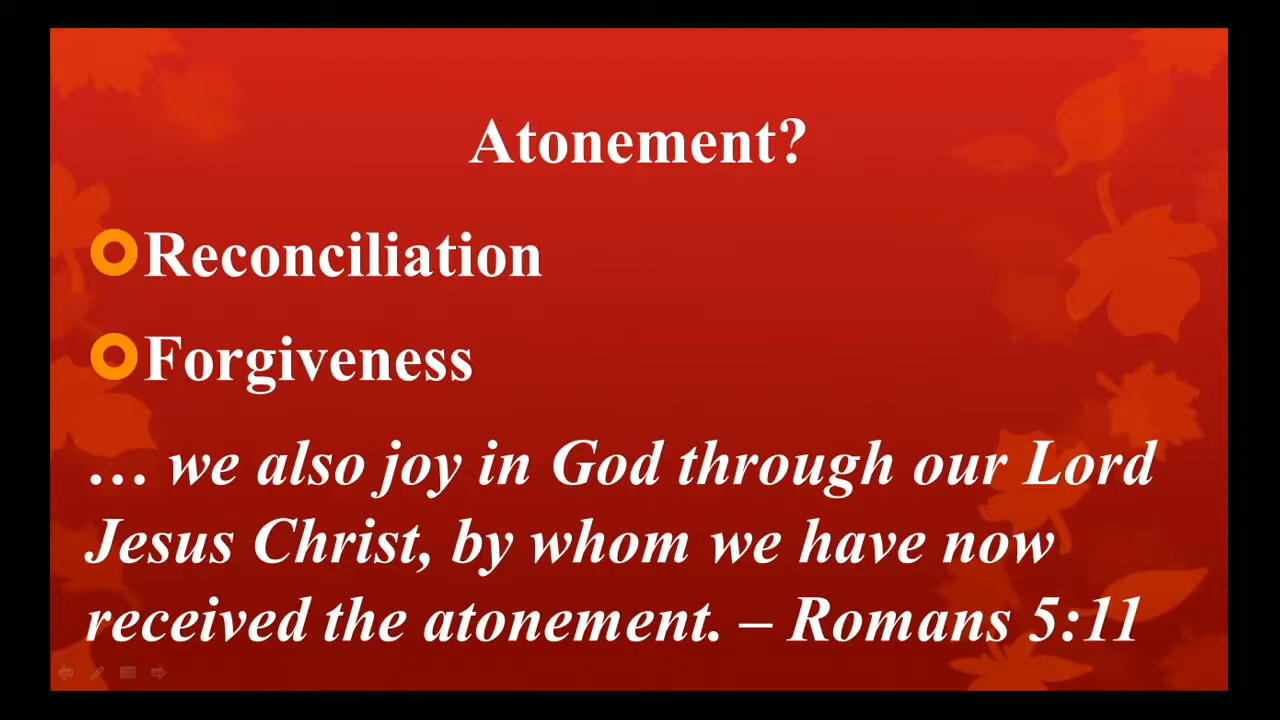 Atonement?
Reconciliation
Forgiveness
… we also joy in God through our Lord
Jesus Christ, by whom we have now
received the atonement. – Romans 5:11